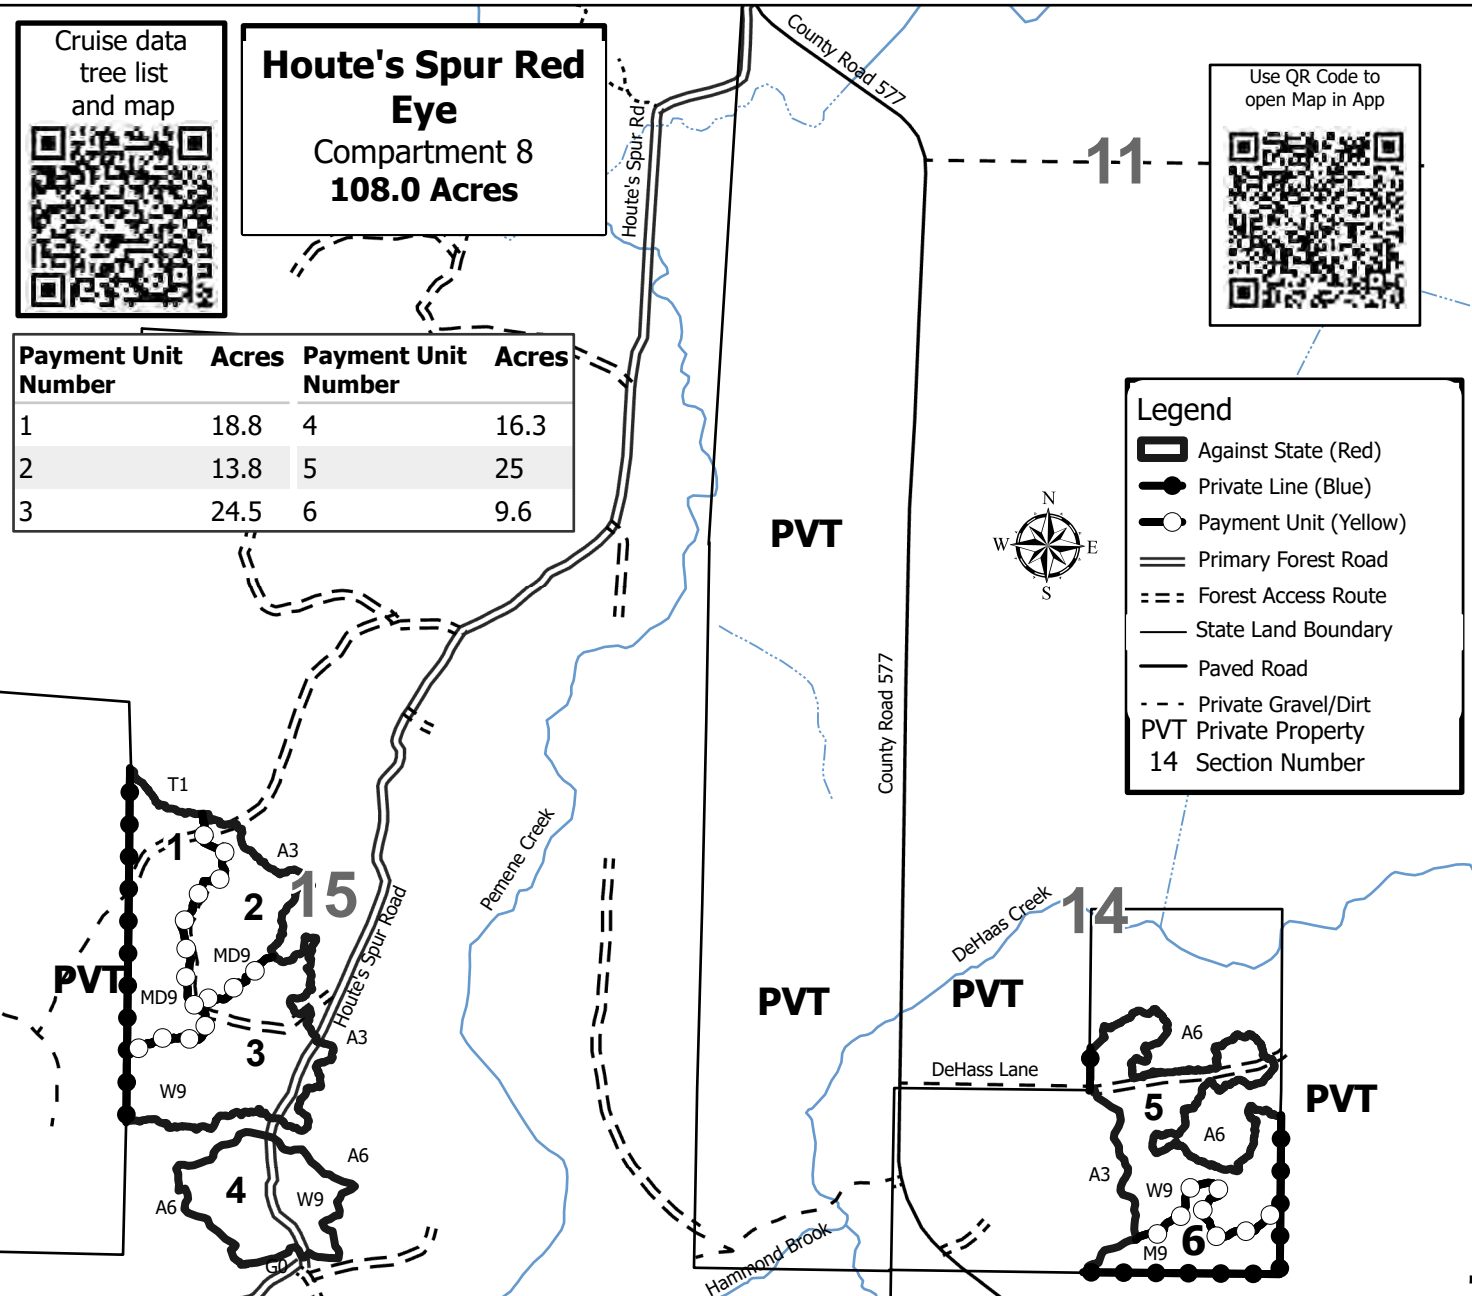 Cruise data
tree list
and map
Houte's Spur Red
Eye
Compartment 8
108.0 Acres
County Road 577
Use QR Code to
open Map in App
Houte's Spur Rd
11
Payment Unit Number Acres Payment Unit Number Acres
1 18.8 4 16.3
2 13.8 5 25
3 24.5 6 9.6
Legend
Against State (Red)
Private Line (Blue)
Payment Unit (Yellow)
Primary Forest Road
Forest Access Route
State Land Boundary
Paved Road
Private Gravel/Dirt
PVT Private Property
14 Section Number
N
W E
S
PVT
County Road 577
T1
1
A3
2
15
Pemene Creek
Houte's Spur Road
MD9
PVT
MD9
3
A3
W9
A6
4
W9
A6
G0
14
DeHaas Creek
PVT
PVT
A6
DeHass Lane
5
PVT
A6
A3
W9
6
M9
Hammond Brook